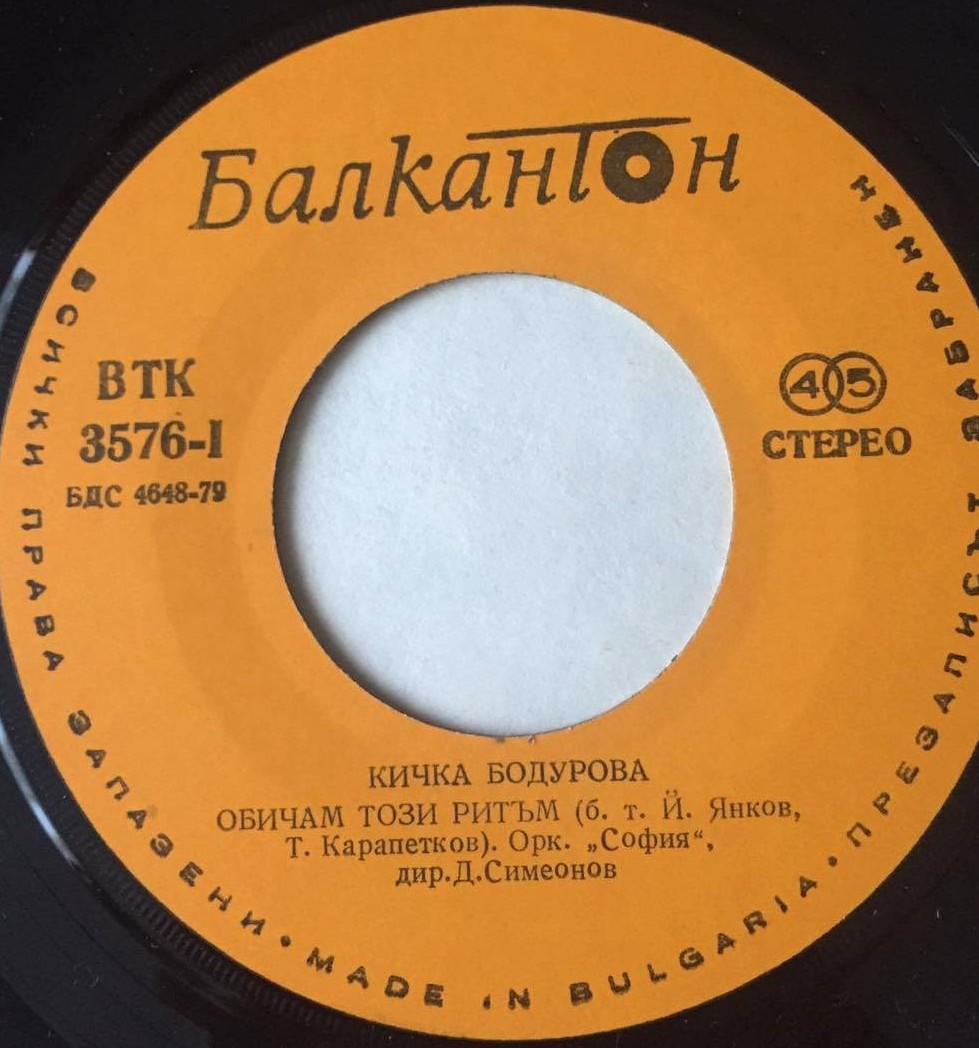 Балкантон
ВТК
3576-I
БДС 4648-79
45
СТЕРЕО
КИЧКА БОДУРОВА
ОБИЧАМ ТОЗИ РИТЪМ (б. т. Й. Янков,
Т. Карапетков). Орк. „София“,
дир.Д.Симеонов
ВСИЧКИ ПРАВА ЗАПАЗЕНИ • MADE IN BULGARIA • ПРЕЗАПИСЪТ ЗАБРАНЕН